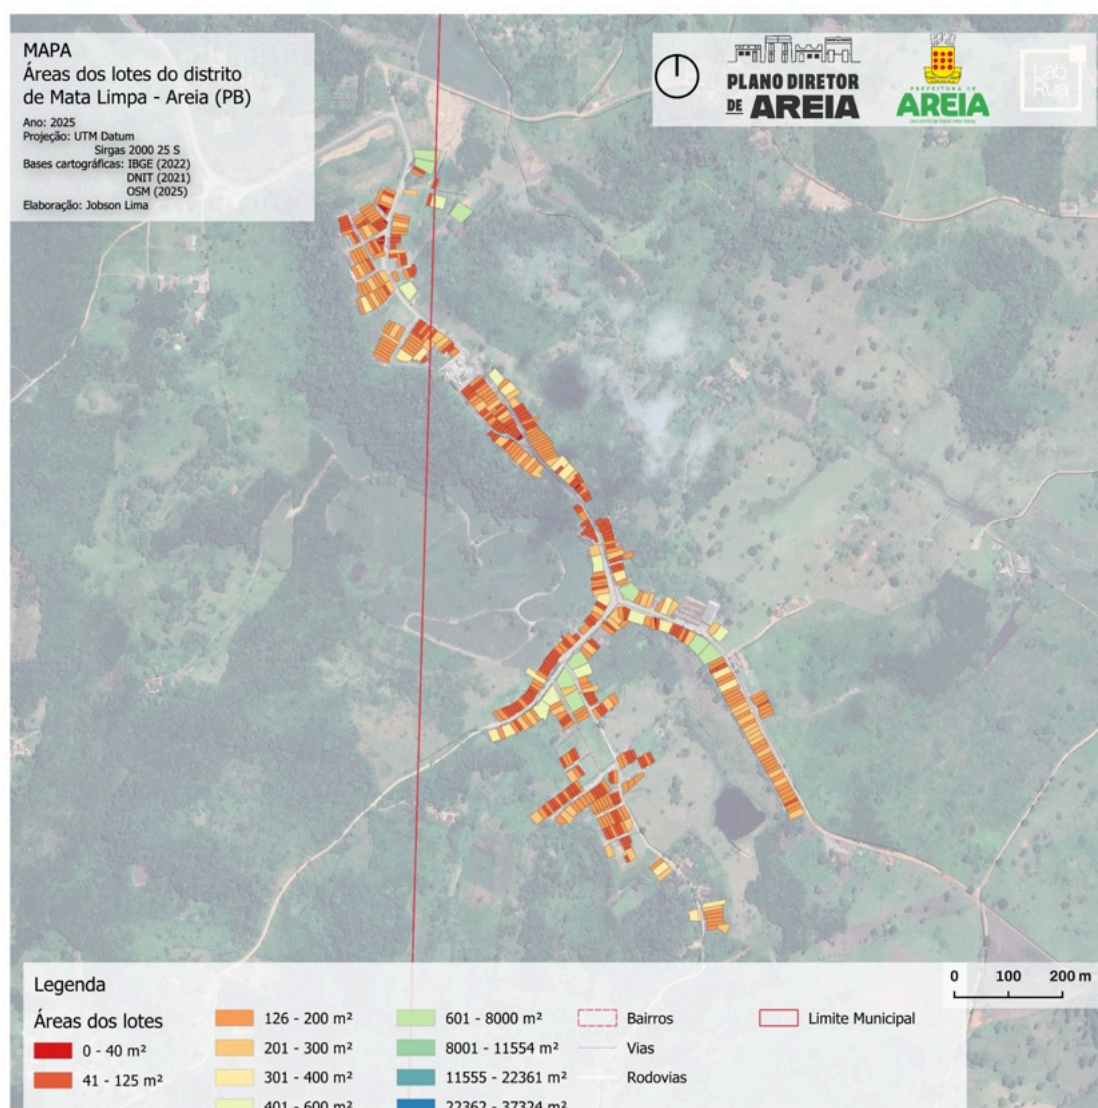 MAPA
Áreas dos lotes do distrito
de Mata Limpa - Areia (PB)
Ano: 2025
Projeção: UTM Datum
Sirgas 2000 25 S
Bases cartográficas: IBGE (2022)
DNIT (2021)
OSM (2025)
Elaboração: Jobson Lima
PLANO DIRETOR
DE AREIA
PREFEITURA DE
AREIA
Lab
Rua
Legenda
Áreas dos lotes
0 - 40 m²
41 - 125 m²
126 - 200 m²
201 - 300 m²
301 - 400 m²
401 - 600 m²
601 - 8000 m²
8001 - 11554 m²
11555 - 22361 m²
22362 - 37324 m²
Bairros
Vias
Rodovias
Limite Municipal
0 100 200 m